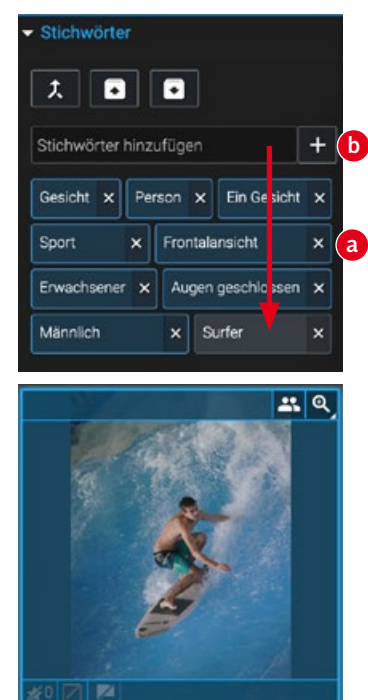 Stichwörter
Stichwörter hinzufügen + b
Gesicht × Person × Ein Gesicht ×
Sport × Frontalansicht × a
Erwachsener × Augen geschlossen ×
Männlich × Surfer ×
0